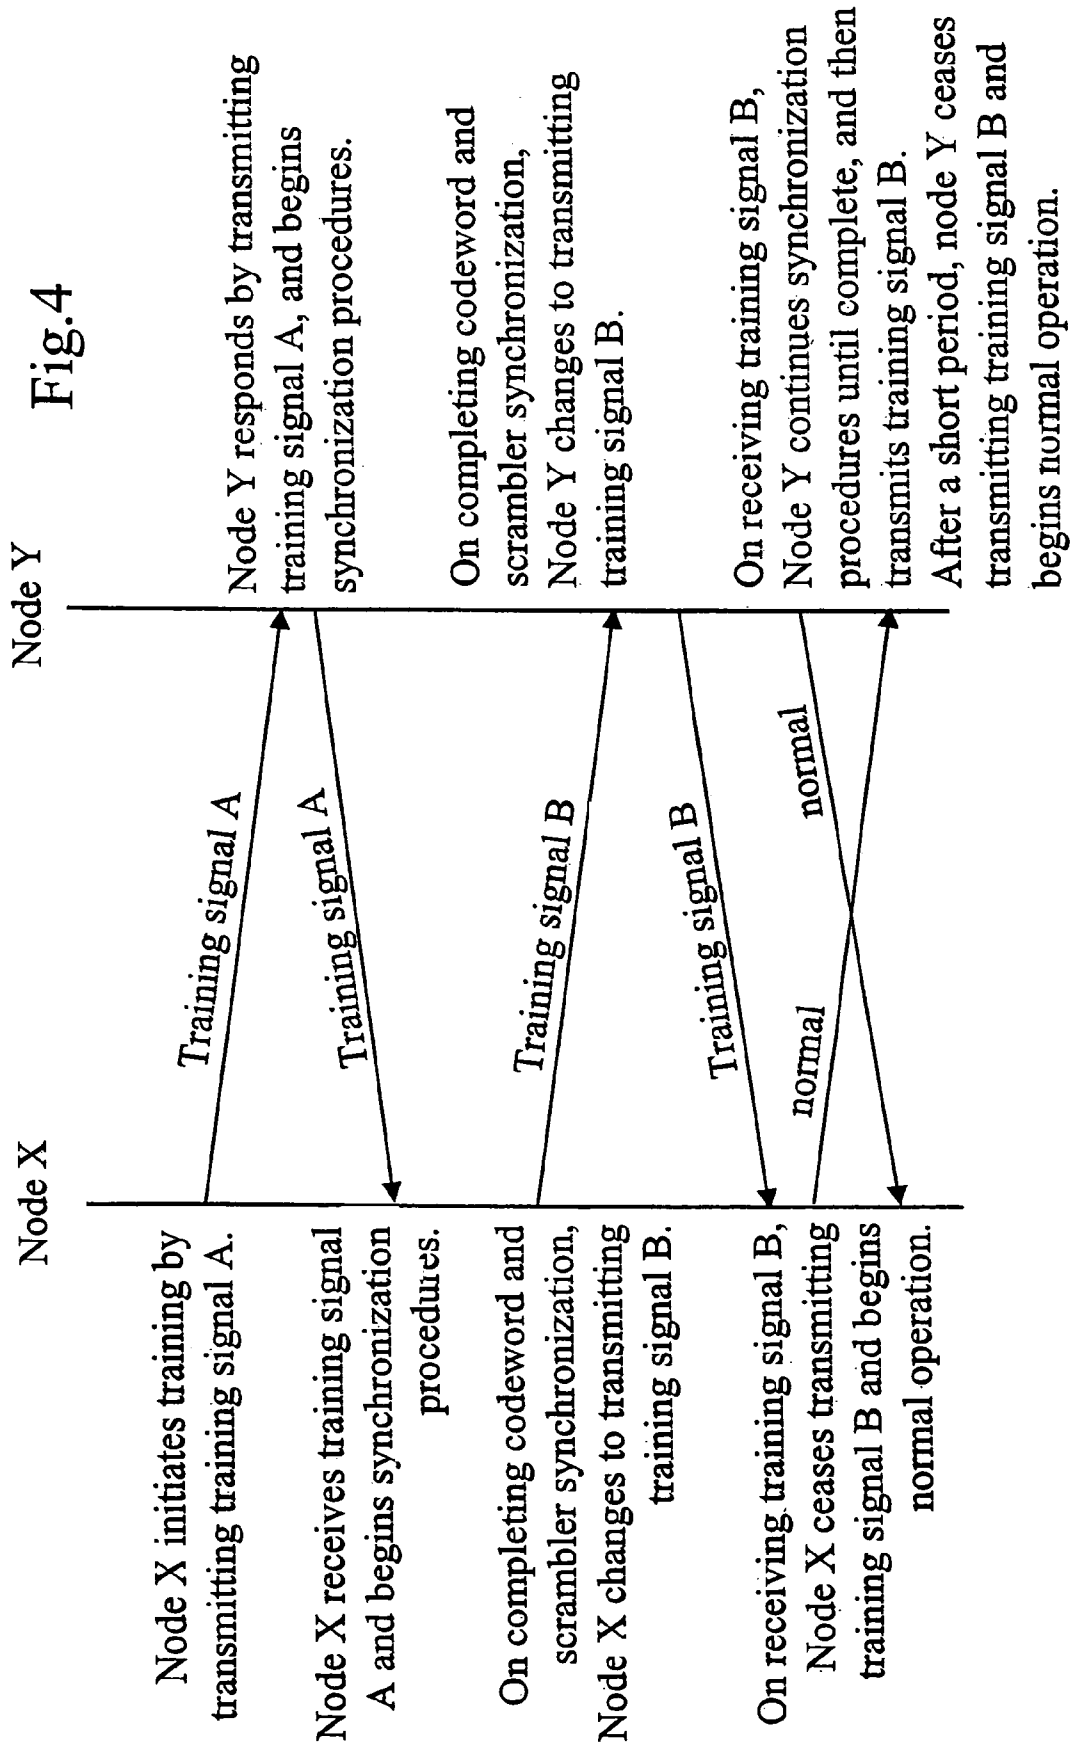 Fig.4
Node X
Node Y
Node X initiates training by
transmitting training signal A.
Training signal A
Node Y responds by transmitting
training signal A, and begins
synchronization procedures.
Node X receives training signal
A and begins synchronization
procedures.
Training signal A
On completing codeword and
scrambler synchronization,
Node X changes to transmitting
training signal B.
Training signal B
On completing codeword and
scrambler synchronization,
Node Y changes to transmitting
training signal B.
Training signal B
On receiving training signal B,
Node X ceases transmitting
training signal B and begins
normal operation.
normal
normal
On receiving training signal B,
Node Y continues synchronization
procedures until complete, and then
transmits training signal B.
After a short period, node Y ceases
transmitting training signal B and
begins normal operation.